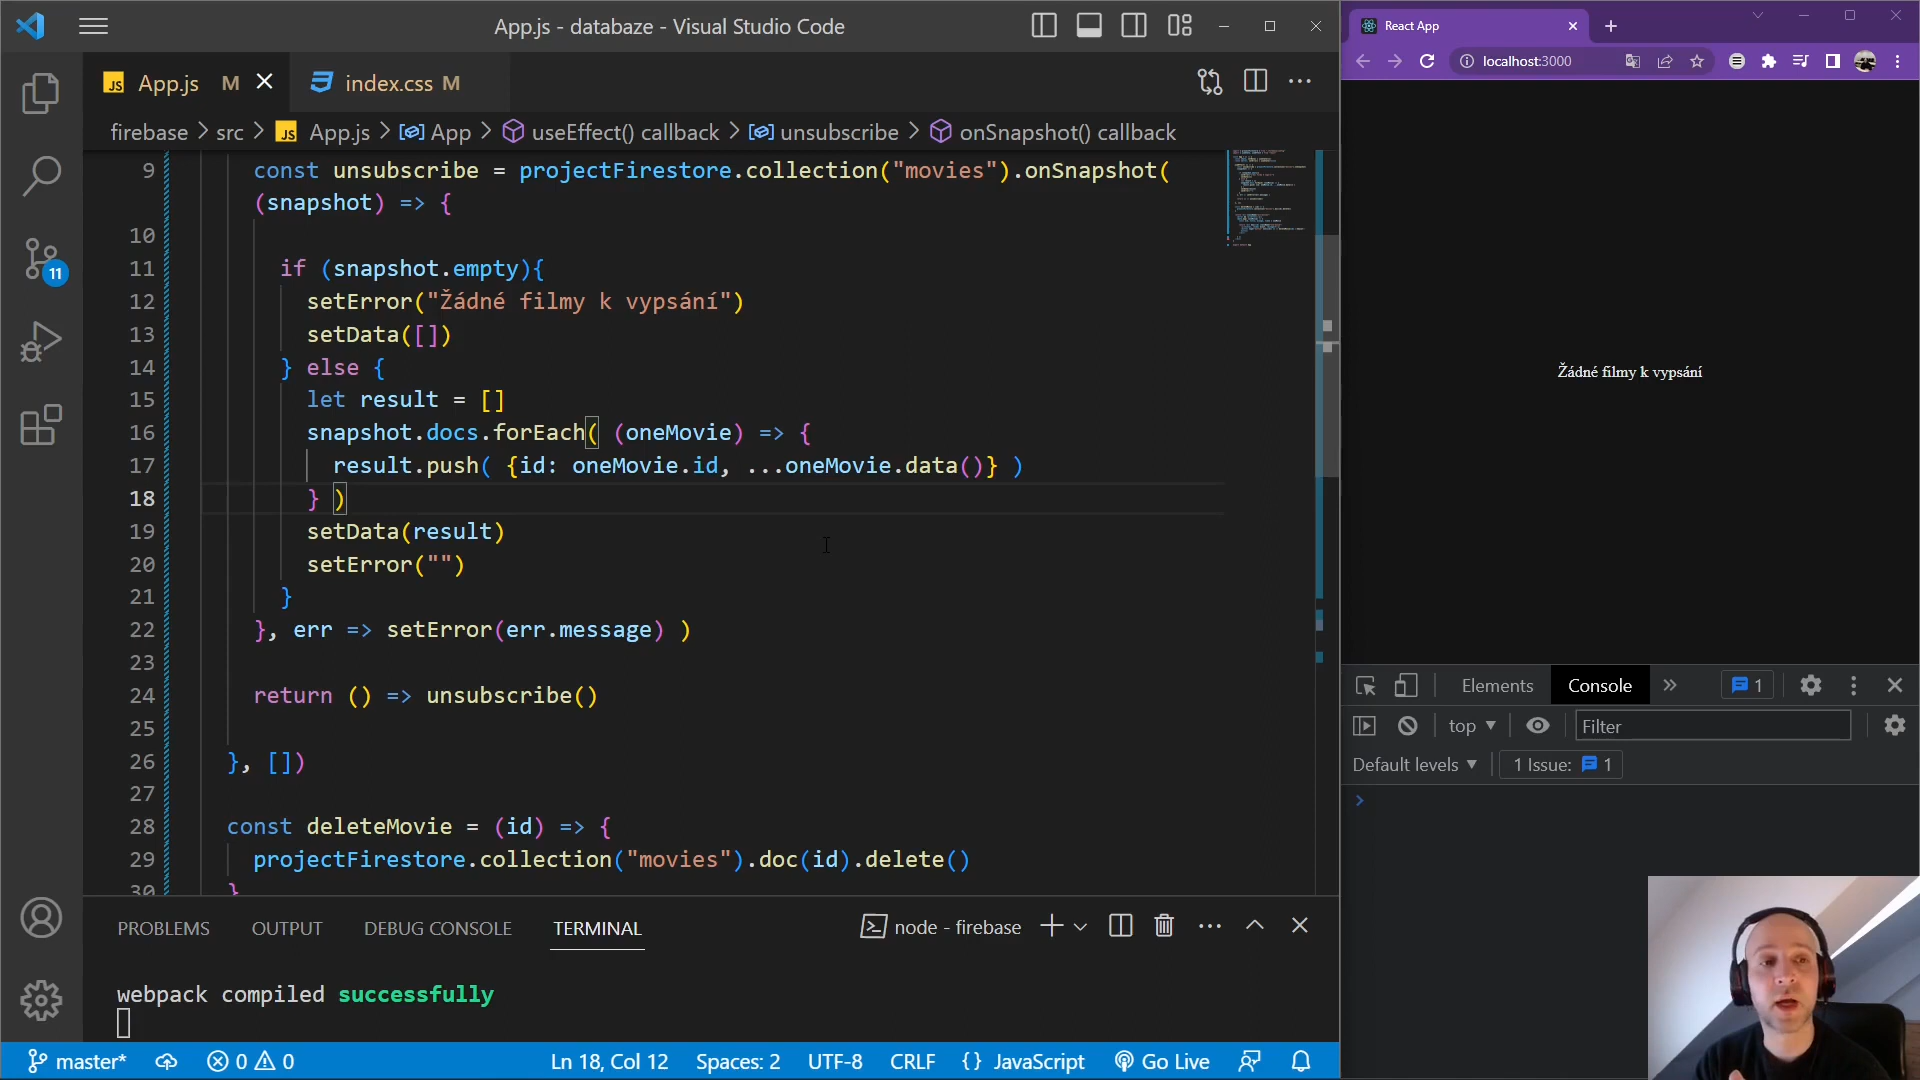 App.js - databaze - Visual Studio Code
App.js M
index.css M
firebase > src > JS App.js > App > useEffect() callback > unsubscribe > onSnapshot() callback
9 const unsubscribe = projectFirestore.collection("movies").onSnapshot(
(snapshot) => {
10
11 if (snapshot.empty){
12 setError("Žádné filmy k vypsání")
13 setData([])
14 } else {
15 let result = []
16 snapshot.docs.forEach( (oneMovie) => {
17 result.push( {id: oneMovie.id, ...oneMovie.data()} )
18 } )
19 setData(result)
20 setError("")
21 }
22 }, err => setError(err.message) )
23
24 return () => unsubscribe()
25
26 }, [])
27
28 const deleteMovie = (id) => {
29 projectFirestore.collection("movies").doc(id).delete()
30 }
PROBLEMS OUTPUT DEBUG CONSOLE TERMINAL node - firebase
webpack compiled successfully
11
master* 0 0 Ln 18, Col 12 Spaces: 2 UTF-8 CRLF {} JavaScript Go Live
React App
localhost:3000
Žádné filmy k vypsání
Elements Console » 1
top Filter
Default levels 1 Issue: 1